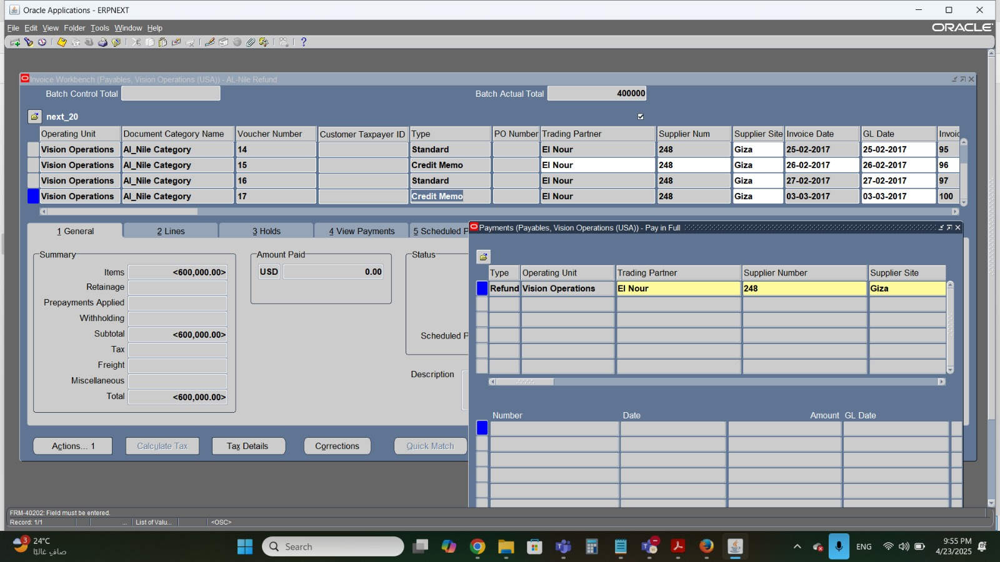 Oracle Applications - ERPNEXT
File Edit View Folder Tools Window Help
ORACLE
Invoice Workbench (Payables, Vision Operations (USA)) - AL-Nile Refund
Batch Control Total
Batch Actual Total 400000
next_20
Operating Unit Document Category Name Voucher Number Customer Taxpayer ID Type PO Number Trading Partner Supplier Num Supplier Site Invoice Date GL Date Invoic
Vision Operations Al_Nile Category 14 Standard El Nour 248 Giza 25-02-2017 25-02-2017 95
Vision Operations Al_Nile Category 15 Credit Memo El Nour 248 Giza 26-02-2017 26-02-2017 96
Vision Operations Al_Nile Category 16 Standard El Nour 248 Giza 27-02-2017 27-02-2017 97
Vision Operations Al_Nile Category 17 Credit Memo El Nour 248 Giza 03-03-2017 03-03-2017 100
1 General 2 Lines 3 Holds 4 View Payments 5 Scheduled P
Summary
Items <600,000.00>
Retainage
Prepayments Applied
Withholding
Subtotal <600,000.00>
Tax
Freight
Miscellaneous
Total <600,000.00>
Amount Paid
USD 0.00
Status
Scheduled P
Description
Actions... 1 Calculate Tax Tax Details Corrections Quick Match
Payments (Payables, Vision Operations (USA)) - Pay in Full
Type Operating Unit Trading Partner Supplier Number Supplier Site
Refund Vision Operations El Nour 248 Giza
Number Date Amount GL Date
FRM-40202: Field must be entered.
Record: 1/1 ... List of Valu... <OSC>
3
24°C
صافٍ غالبًا
Search
ENG
9:55 PM
4/23/2025